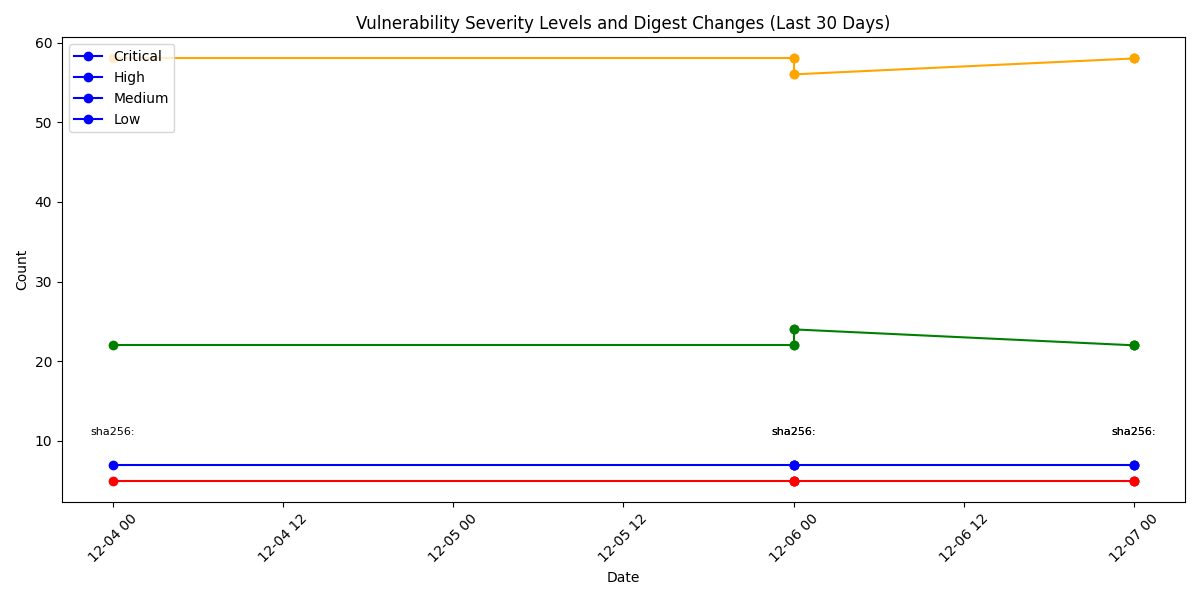 Vulnerability Severity Levels and Digest Changes (Last 30 Days)
60
Critical
High
Medium
Low
50
40
Count
30
20
sha256:
sha256:
sha256:
10
12-04 00
12-04 12
12-05 00
12-05 12
12-06 00
12-06 12
12-07 00
Date